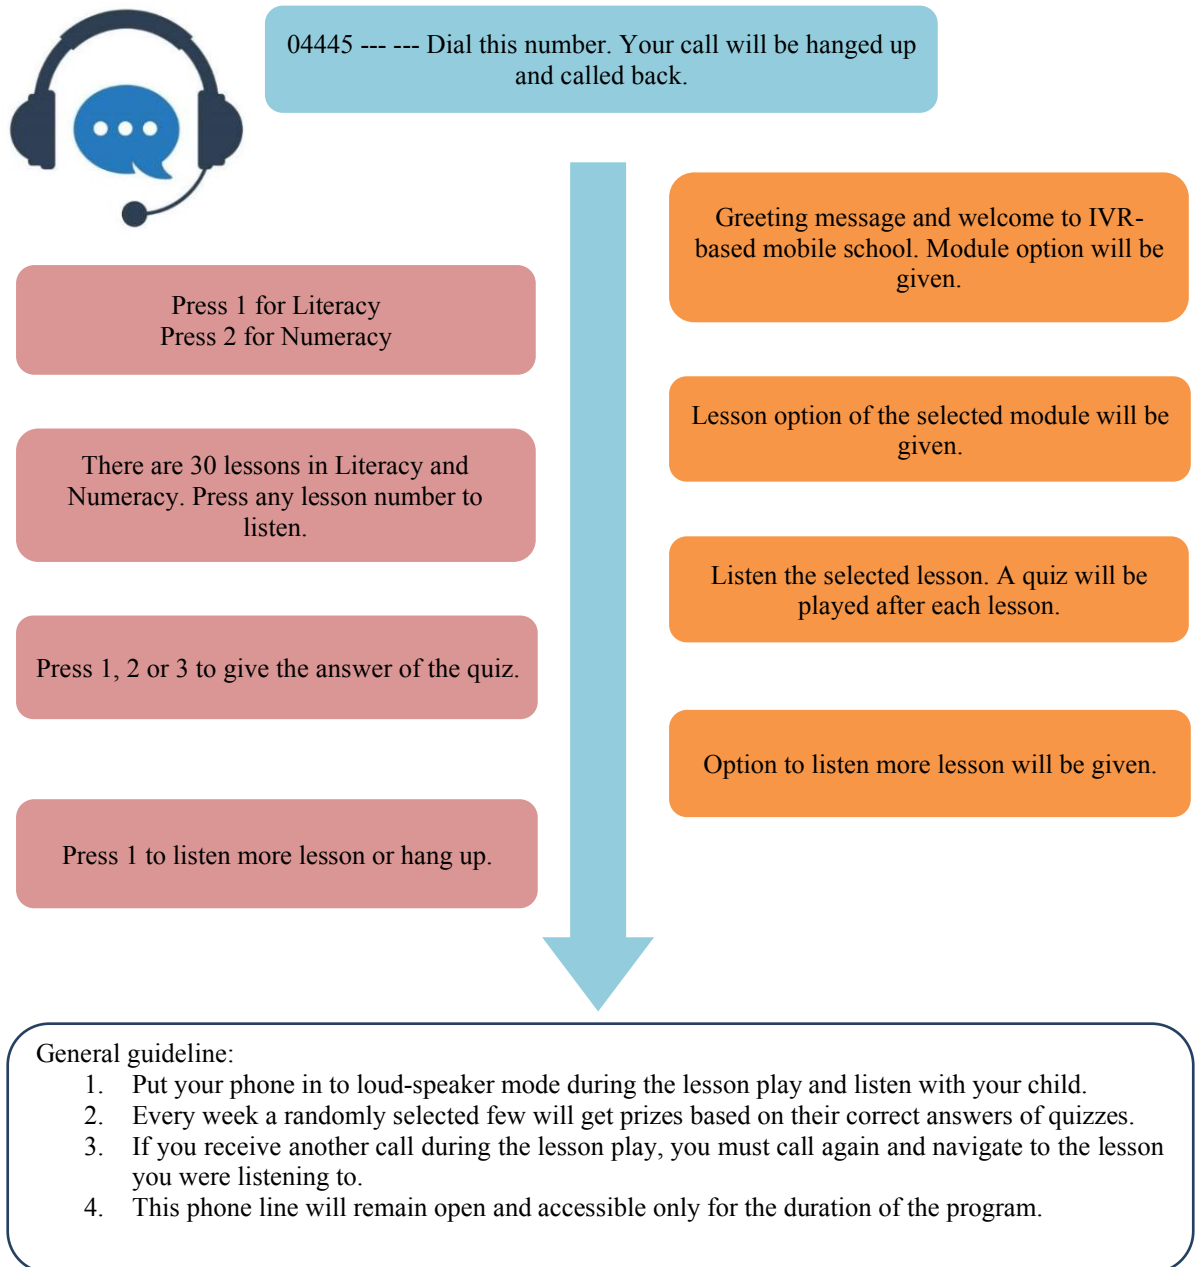 04445 --- --- Dial this number. Your call will be hanged up
and called back.
Greeting message and welcome to IVR-
based mobile school. Module option will be
given.
Press 1 for Literacy
Press 2 for Numeracy
Lesson option of the selected module will be
given.
There are 30 lessons in Literacy and
Numeracy. Press any lesson number to
listen.
Listen the selected lesson. A quiz will be
played after each lesson.
Press 1, 2 or 3 to give the answer of the quiz.
Option to listen more lesson will be given.
Press 1 to listen more lesson or hang up.
General guideline:
1. Put your phone in to loud-speaker mode during the lesson play and listen with your child.
2. Every week a randomly selected few will get prizes based on their correct answers of quizzes.
3. If you receive another call during the lesson play, you must call again and navigate to the lesson
you were listening to.
4. This phone line will remain open and accessible only for the duration of the program.